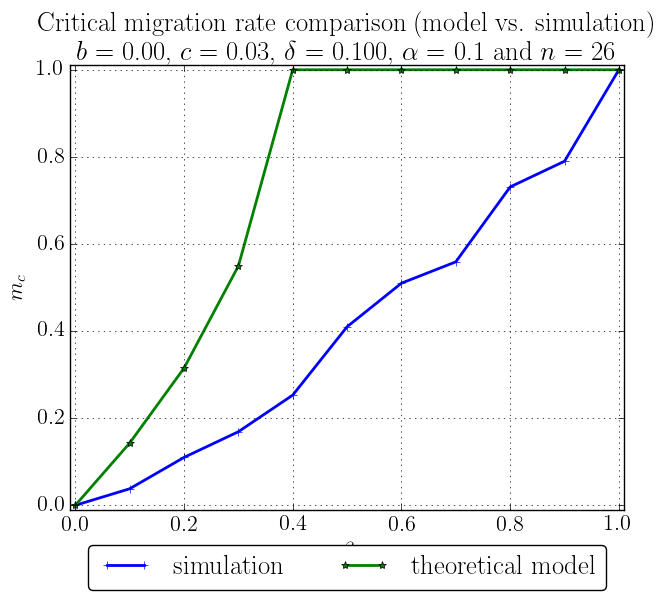 Critical migration rate comparison (model vs. simulation)
b = 0.00, c = 0.03, δ = 0.100, α = 0.1 and n = 26
1.0
0.8
0.6
0.4
0.2
0.0
m_c
0.0 0.2 0.4 0.6 0.8 1.0
simulation theoretical model